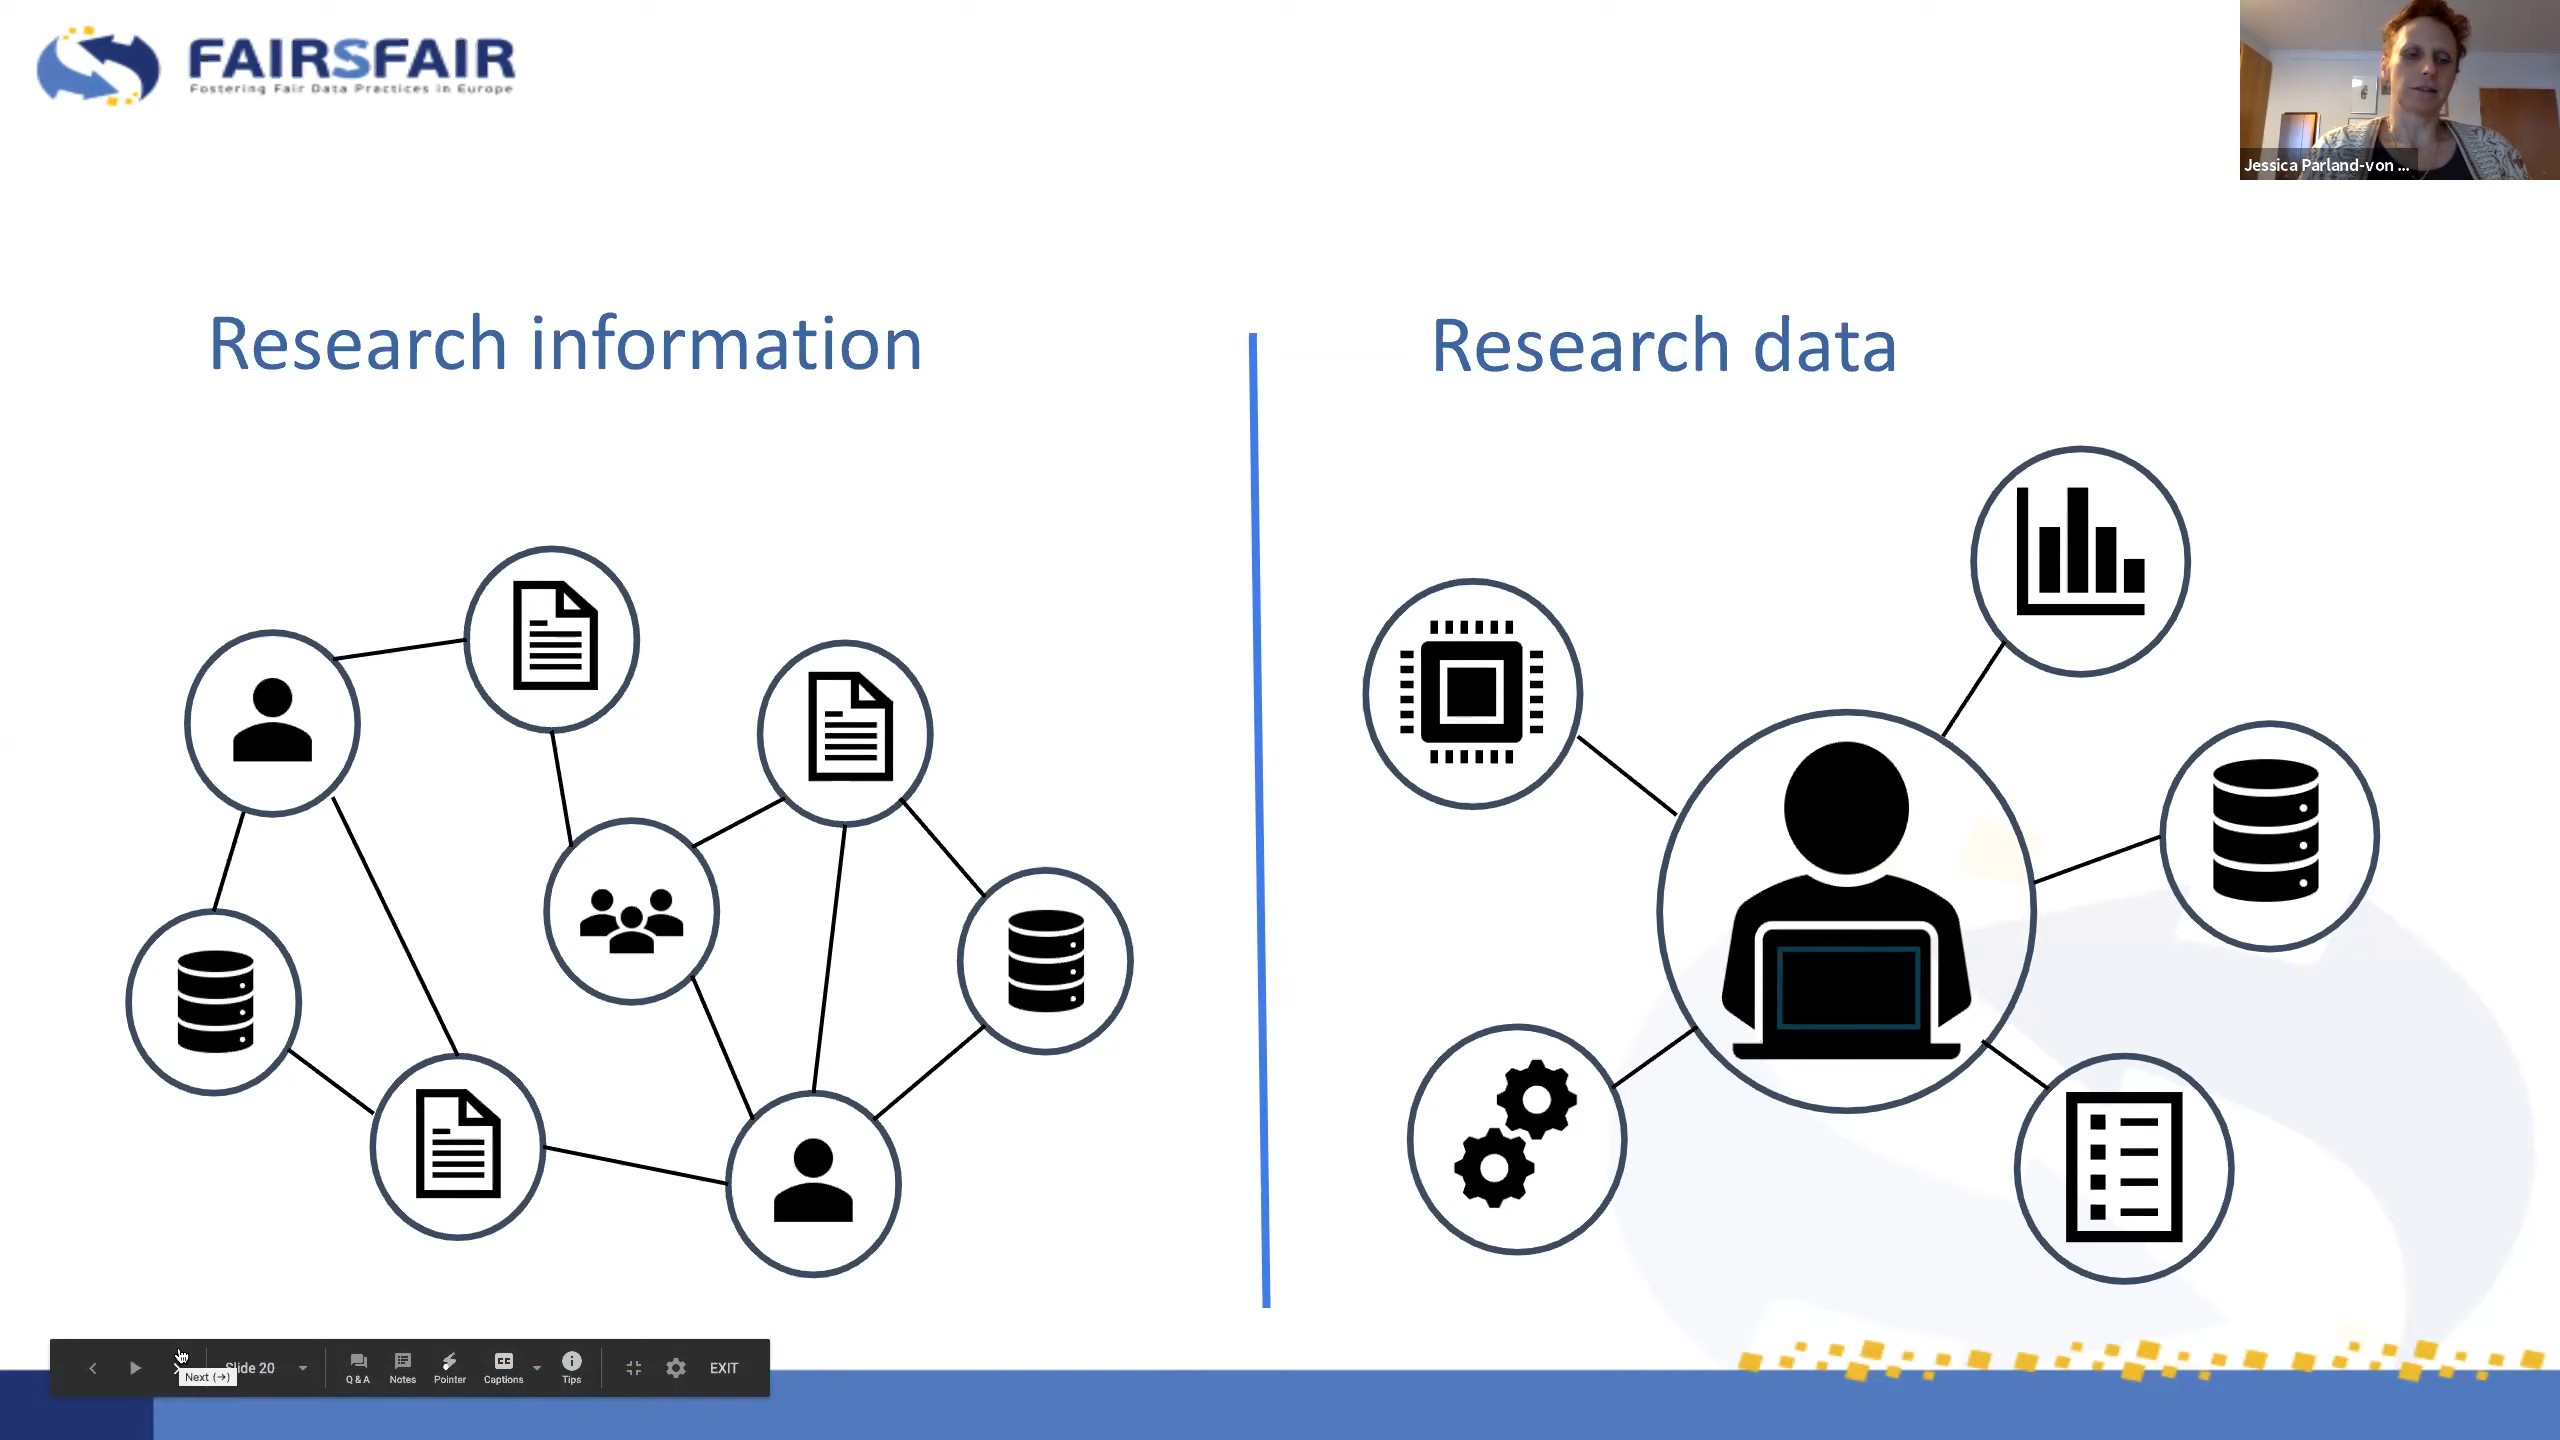 FAIRSFAIR
Fostering Fair Data Practices in Europe
Jessica Parland-von ...
Research information
Research data
Slide 20
Next (→)
Q & A
Notes
Pointer
CC
Captions
Tips
EXIT